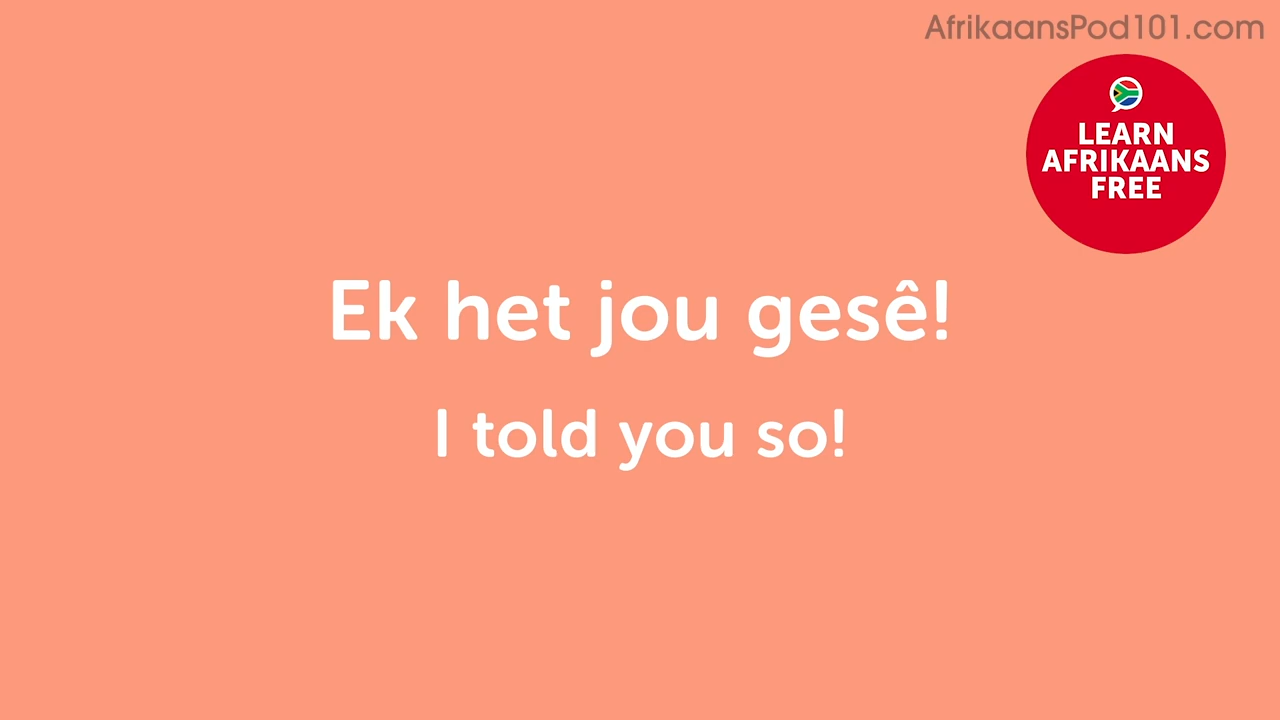 AfrikaansPod101.com
LEARN
AFRIKAANS
FREE
Ek het jou gesê!
I told you so!